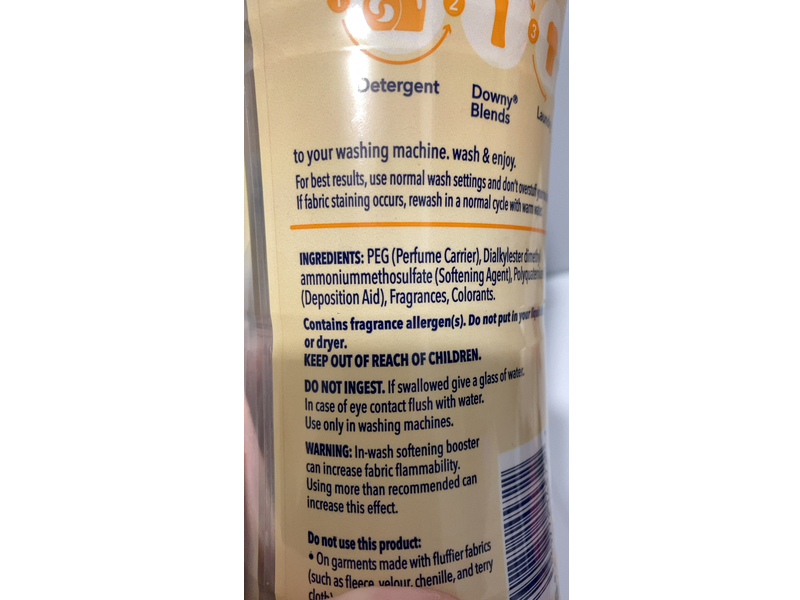 1
2
3
Detergent
Downy®
Blends
to your washing machine. wash & enjoy.
For best results, use normal wash settings and don't overstuff
If fabric staining occurs, rewash in a normal cycle with warm
INGREDIENTS: PEG (Perfume Carrier), Dialkylester dimethyl
ammoniummethosulfate (Softening Agent),
(Deposition Aid), Fragrances, Colorants.
Contains fragrance allergen(s). Do not put in your
or dryer.
KEEP OUT OF REACH OF CHILDREN.
DO NOT INGEST. If swallowed give a glass of water.
In case of eye contact flush with water.
Use only in washing machines.
WARNING: In-wash softening booster
can increase fabric flammability.
Using more than recommended can
increase this effect.
Do not use this product:
• On garments made with fluffier fabrics
(such as fleece, velour, chenille, and terry
cloth)